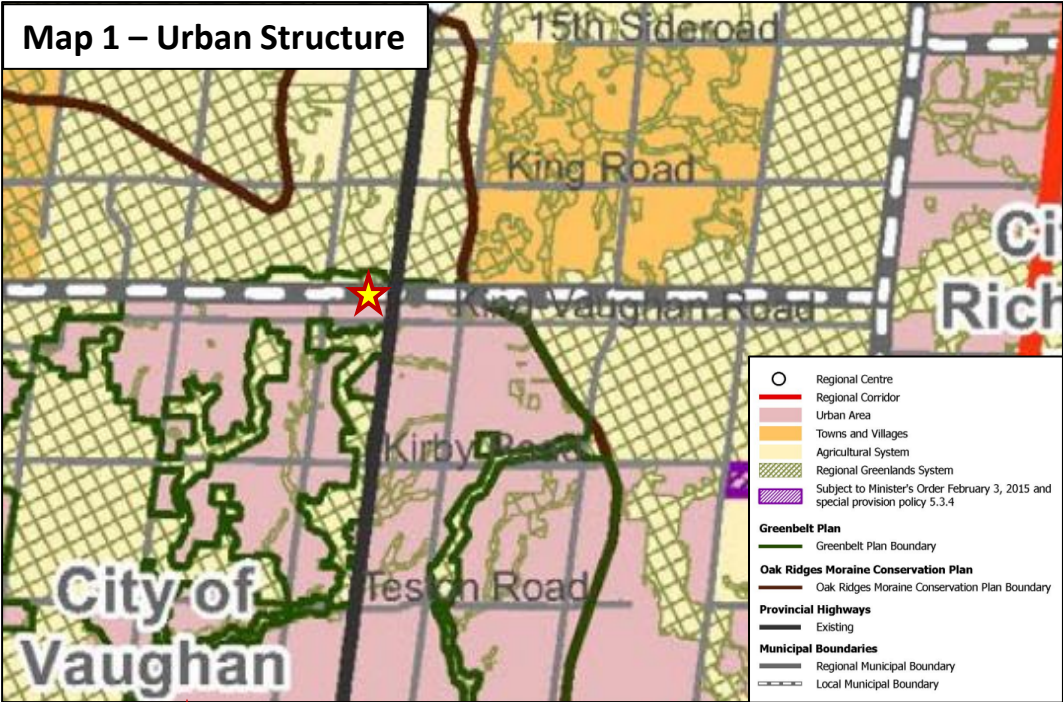 Map 1 – Urban Structure
15th Sideroad
King Road
Ci
Rich
King-Vaughan Road
Kirby Road
Teston Road
City of
Vaughan
Regional Centre
Regional Corridor
Urban Area
Towns and Villages
Agricultural System
Regional Greenlands System
Subject to Minister's Order February 3, 2015 and
special provision policy 5.3.4
Greenbelt Plan
Greenbelt Plan Boundary
Oak Ridges Moraine Conservation Plan
Oak Ridges Moraine Conservation Plan Boundary
Provincial Highways
Existing
Municipal Boundaries
Regional Municipal Boundary
Local Municipal Boundary